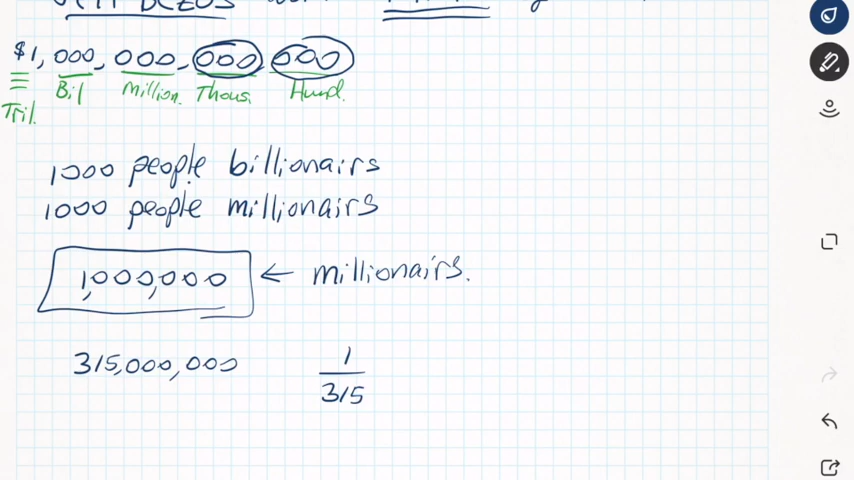 $1, 000, 000, 000, 000
Tril. Bil Million. Thous. Hund.
1000 people billionairs
1000 people millionairs
1,000,000 ← millionairs.
315,000,000
1
315